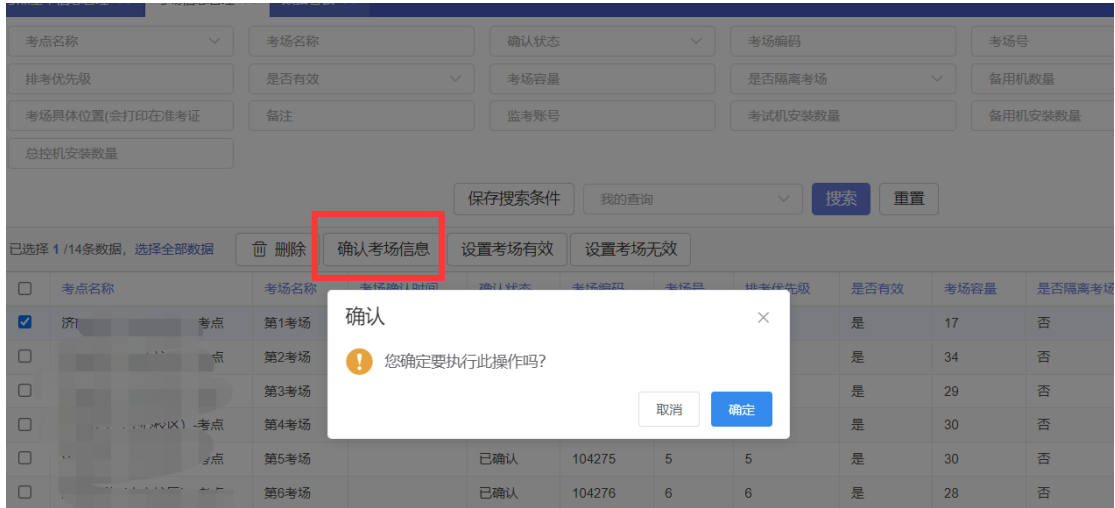 考点名称 考场名称 确认状态 考场编码 考场号
排考优先级 是否有效 考场容量 是否隔离考场 备用机数量
考场具体位置(会打印在准考证 备注 监考账号 考试机安装数量 备用机安装数量
总控机安装数量
保存搜索条件 我的查询 搜索 重置
已选择 1 /14条数据, 选择全部数据 删除 确认考场信息 设置考场有效 设置考场无效
考点名称 考场名称 考场确认时间 确认状态 考场编码 考场号 排考优先级 是否有效 考场容量 是否隔离考场
考点 第1考场 是 17 否
点 第2考场 是 34 否
第3考场 是 29 否
考点 第4考场 是 30 否
考点 第5考场 已确认 104275 5 5 是 30 否
第6考场 已确认 104276 6 6 是 28 否
确认
您确定要执行此操作吗?
取消 确定